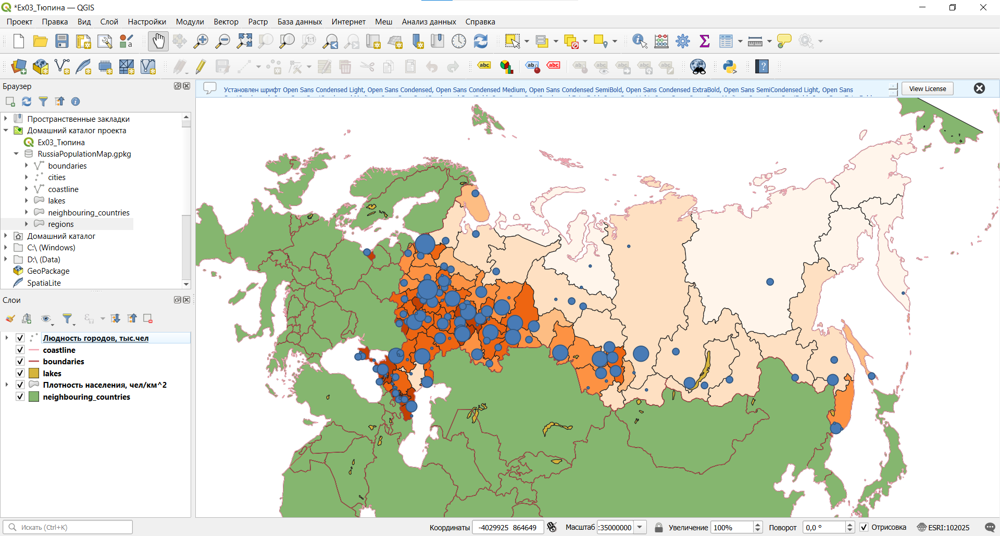 *Ex03_Тюпина — QGIS
Проект Правка Вид Слой Настройки Модули Вектор Растр База данных Интернет Меш Анализ данных Справка
Браузер
Установлен шрифт Open Sans Condensed Light, Open Sans Condensed, Open Sans Condensed Medium, Open Sans Condensed SemiBold, Open Sans Condensed ExtraBold, Open Sans SemiCondensed Light, Open Sans
View License
Пространственные закладки
Домашний каталог проекта
Ex03_Тюпина
RussiaPopulationMap.gpkg
boundaries
cities
coastline
lakes
neighbouring_countries
regions
Домашний каталог
C:\ (Windows)
D:\ (Data)
GeoPackage
SpatiaLite
Слои
Людность городов, тыс.чел
coastline
boundaries
lakes
Плотность населения, чел/км^2
neighbouring_countries
Искать (Ctrl+K)
Координаты -4029925 864649 Масштаб :35000000 Увеличение 100% Поворот 0,0 ° Отрисовка ESRI:102025